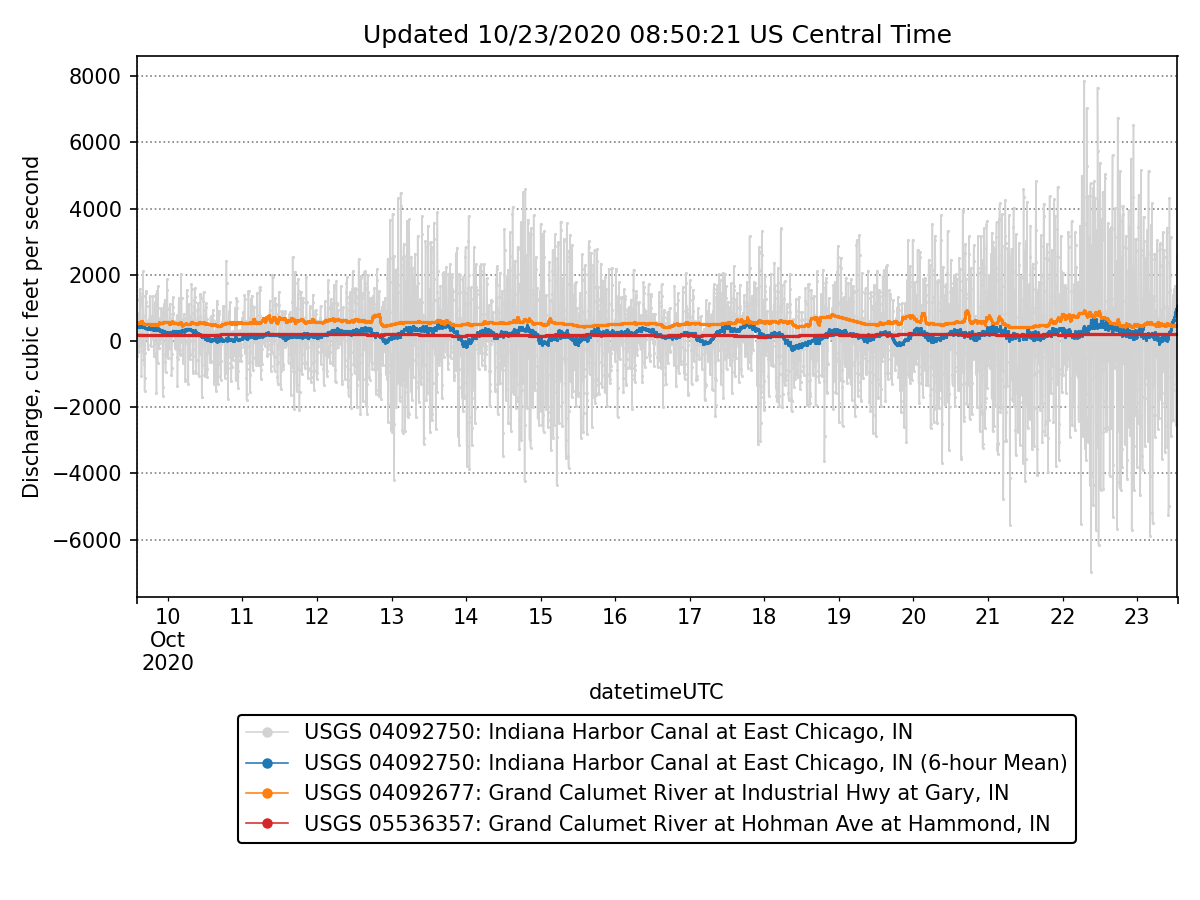 Updated 10/23/2020 08:50:21 US Central Time
Discharge, cubic feet per second
8000
6000
4000
2000
0
−2000
−4000
−6000
10 11 12 13 14 15 16 17 18 19 20 21 22 23
Oct
2020
datetimeUTC
USGS 04092750: Indiana Harbor Canal at East Chicago, IN
USGS 04092750: Indiana Harbor Canal at East Chicago, IN (6-hour Mean)
USGS 04092677: Grand Calumet River at Industrial Hwy at Gary, IN
USGS 05536357: Grand Calumet River at Hohman Ave at Hammond, IN